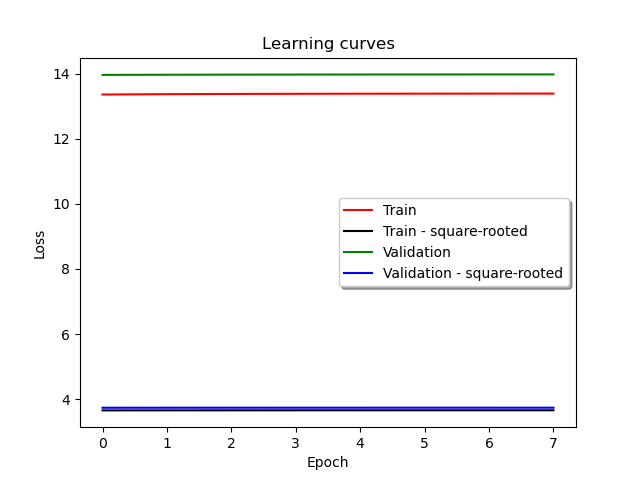 Learning curves
14
12
10
8
6
4
Loss
Train
Train - square-rooted
Validation
Validation - square-rooted
0 1 2 3 4 5 6 7
Epoch